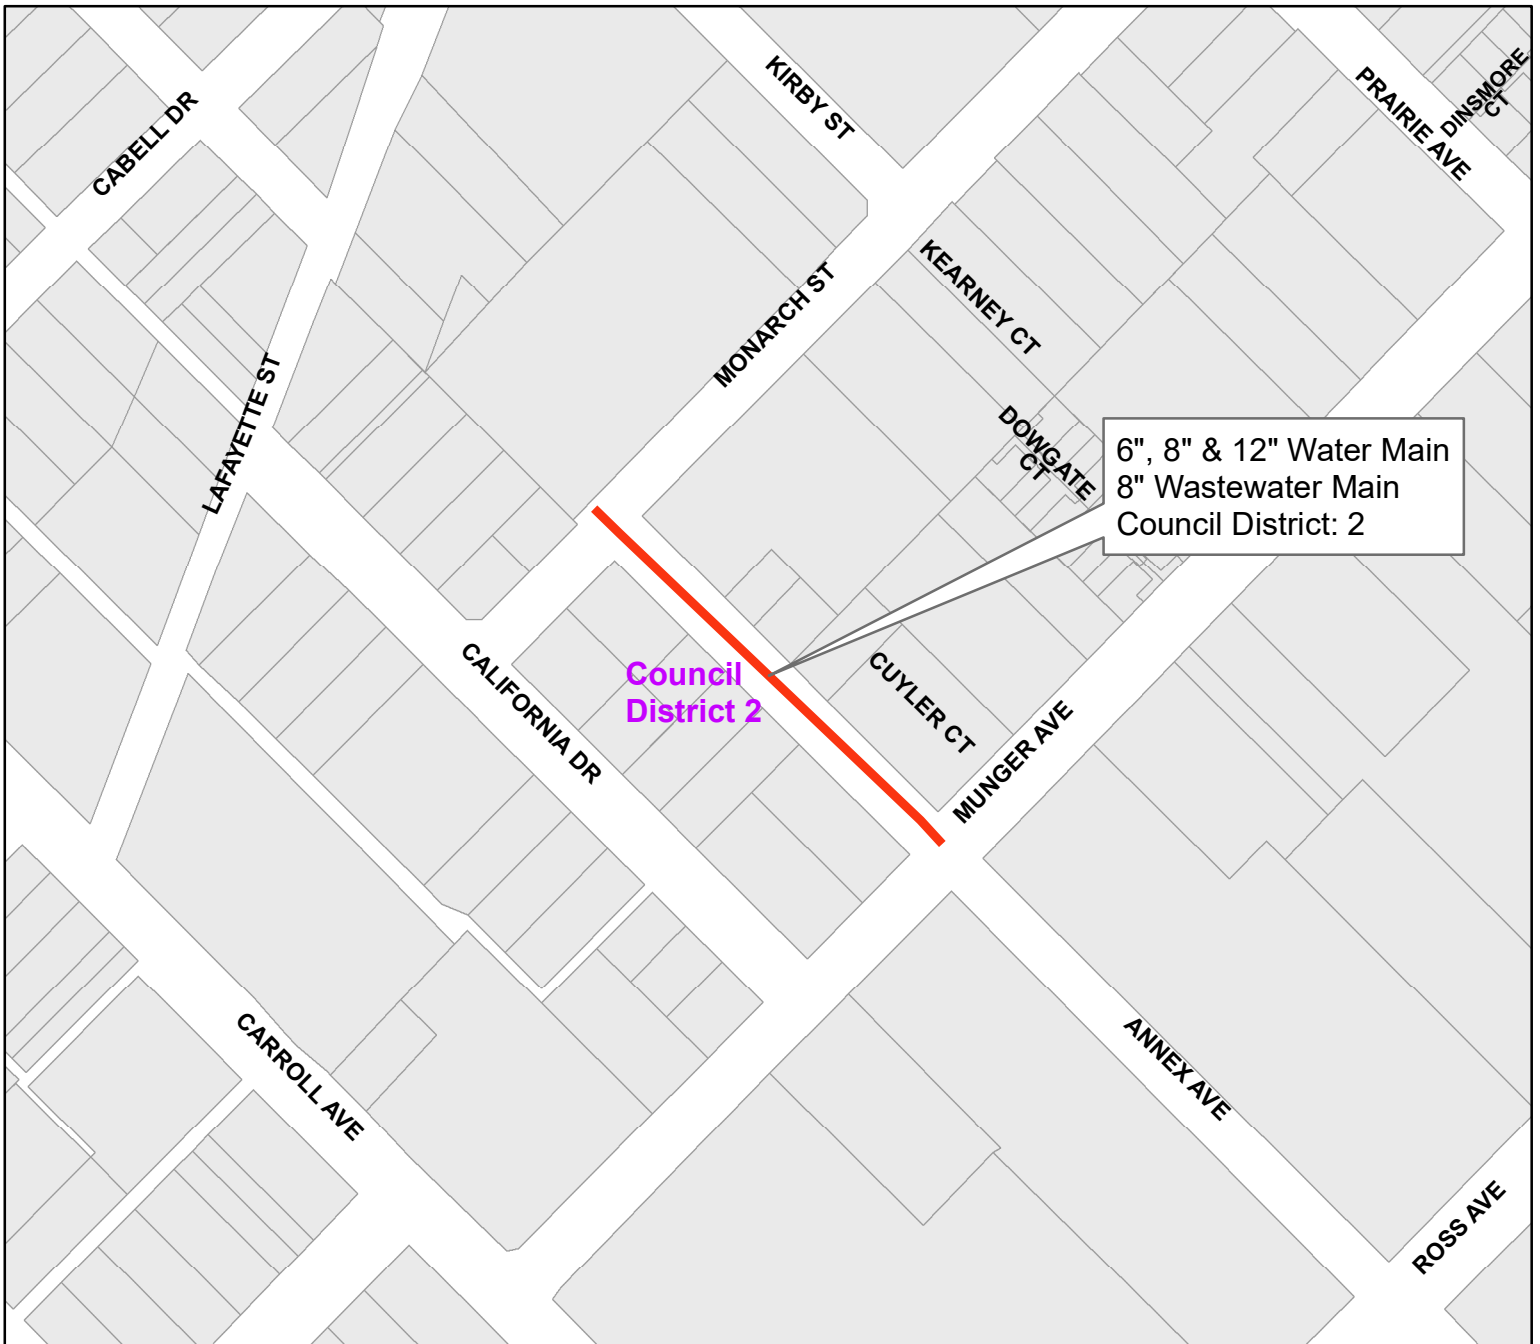 KIRBY ST
PRAIRIE AVE
DINSMORE
CT
CABELL DR
KEARNEY CT
MONARCH ST
LAFAYETTE ST
DOWGATE
CT
6", 8" & 12" Water Main
8" Wastewater Main
Council District: 2
Council
District 2
CALIFORNIA DR
CUYLER CT
MUNGER AVE
CARROLL AVE
ANNEX AVE
ROSS AVE